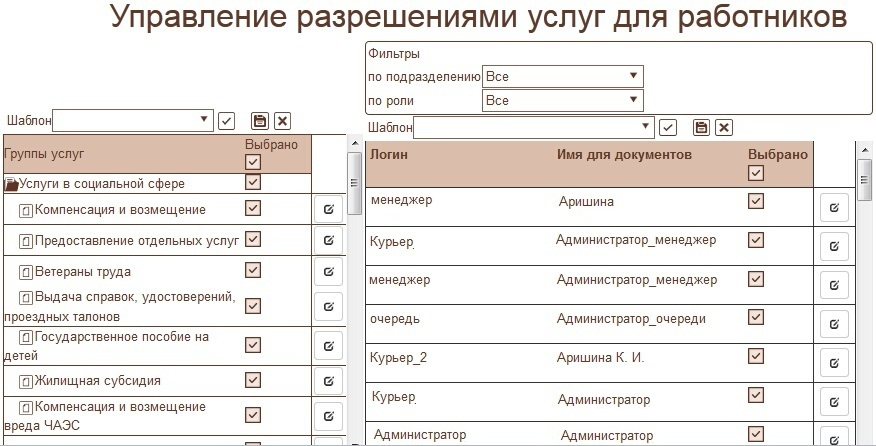 Управление разрешениями услуг для работников
Фильтры
по подразделению Все
по роли Все
Шаблон
Группы услуг Выбрано
Услуги в социальной сфере
Компенсация и возмещение
Предоставление отдельных услуг
Ветераны труда
Выдача справок, удостоверений,
проездных талонов
Государственное пособие на
детей
Жилищная субсидия
Компенсация и возмещение
вреда ЧАЭС
Шаблон
Логин Имя для документов Выбрано
менеджер Аришина
Курьер Администратор_менеджер
менеджер Администратор_менеджер
очередь Администратор_очереди
Курьер_2 Аришина К. И.
Курьер Администратор
Администратор Администратор